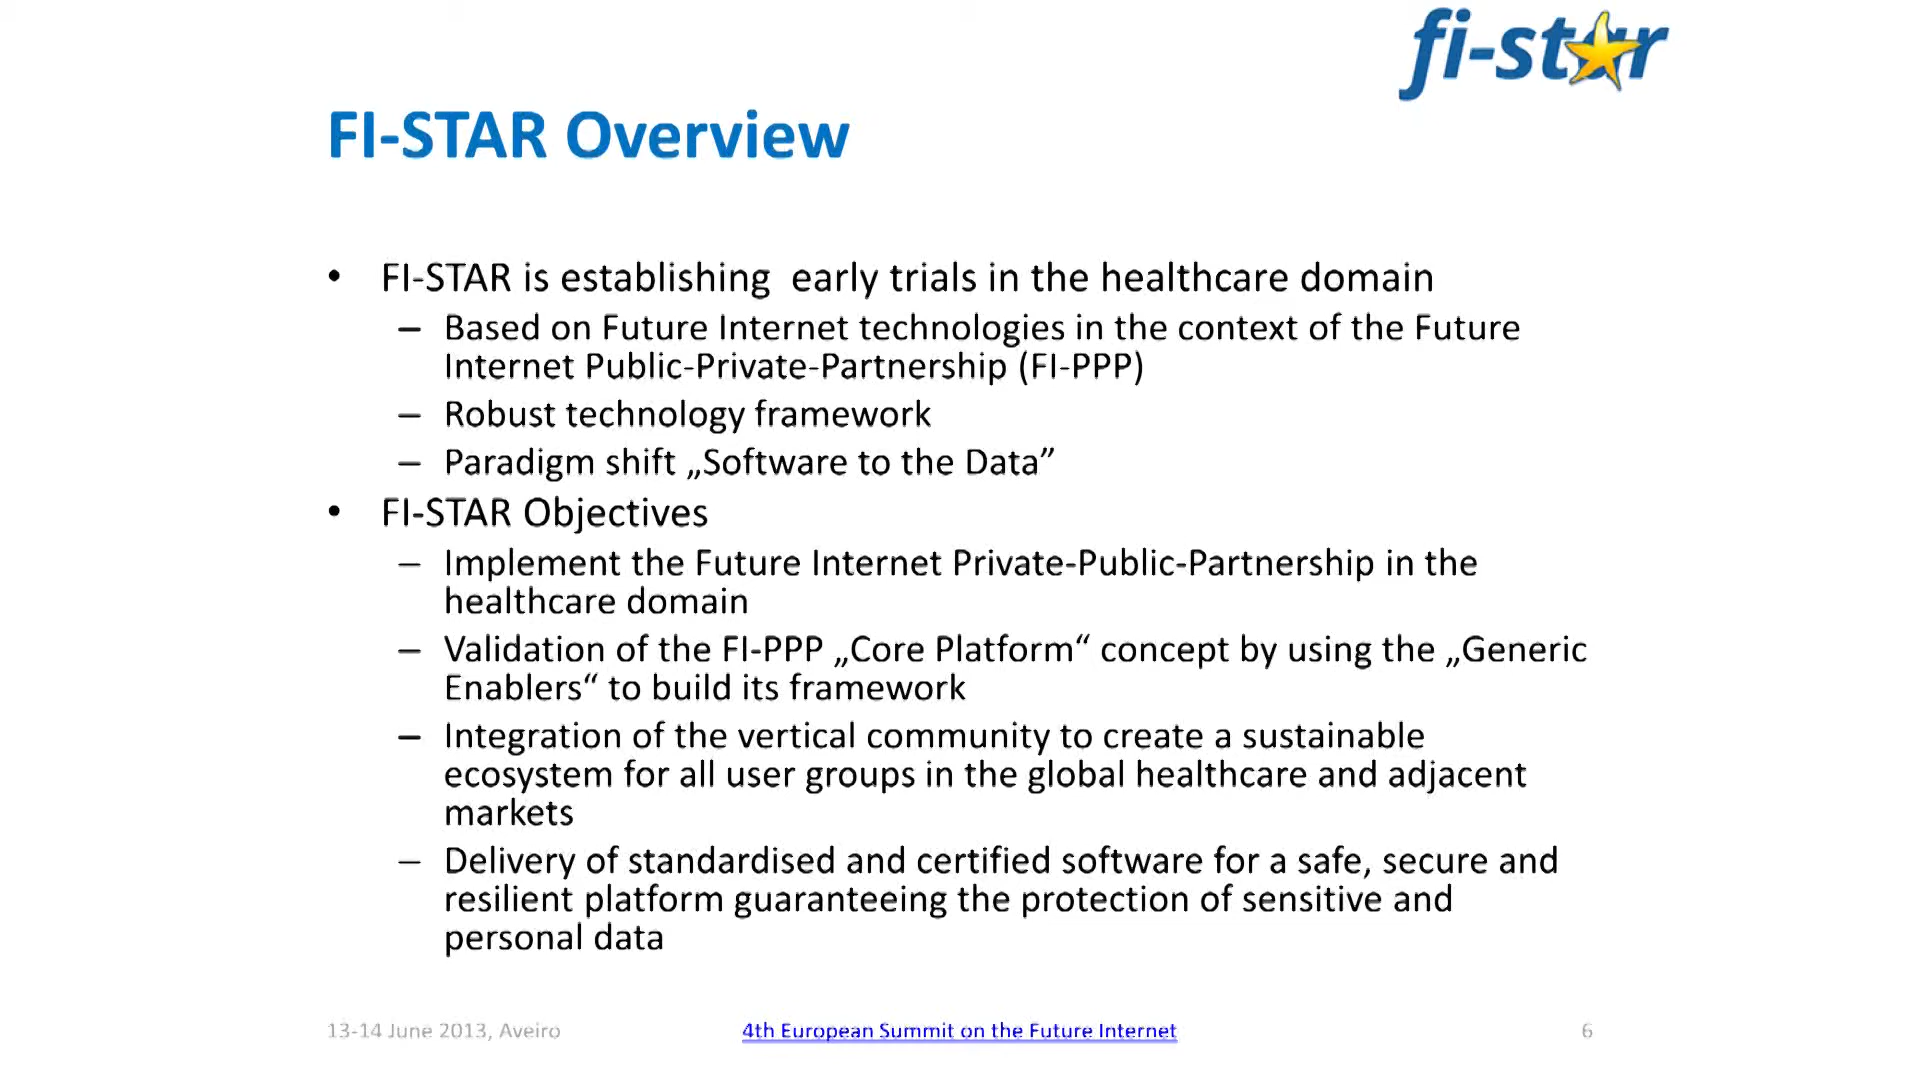 fi-star
FI-STAR Overview
• FI-STAR is establishing early trials in the healthcare domain
– Based on Future Internet technologies in the context of the Future
Internet Public-Private-Partnership (FI-PPP)
– Robust technology framework
– Paradigm shift „Software to the Data”
• FI-STAR Objectives
– Implement the Future Internet Private-Public-Partnership in the
healthcare domain
– Validation of the FI-PPP „Core Platform“ concept by using the „Generic
Enablers“ to build its framework
– Integration of the vertical community to create a sustainable
ecosystem for all user groups in the global healthcare and adjacent
markets
– Delivery of standardised and certified software for a safe, secure and
resilient platform guaranteeing the protection of sensitive and
personal data
13-14 June 2013, Aveiro
4th European Summit on the Future Internet
6